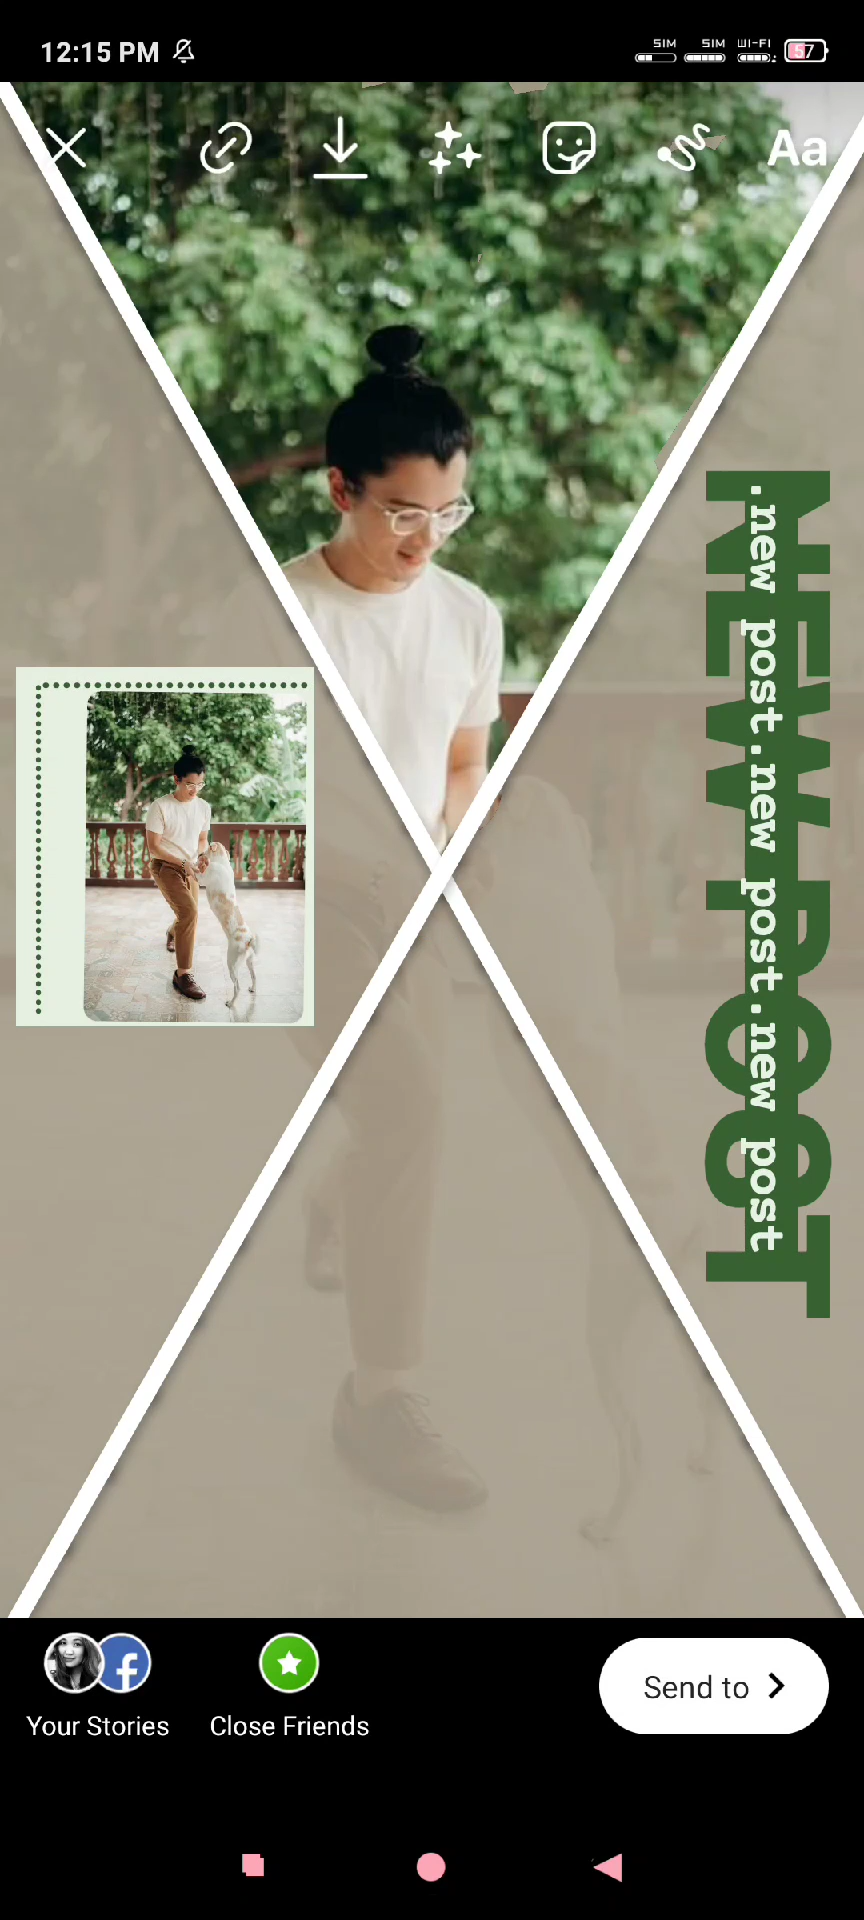 12:15 PM
SIM SIM WI-FI 57
Aa
NEW POST
.new post.new post.new post
Your Stories
Close Friends
Send to